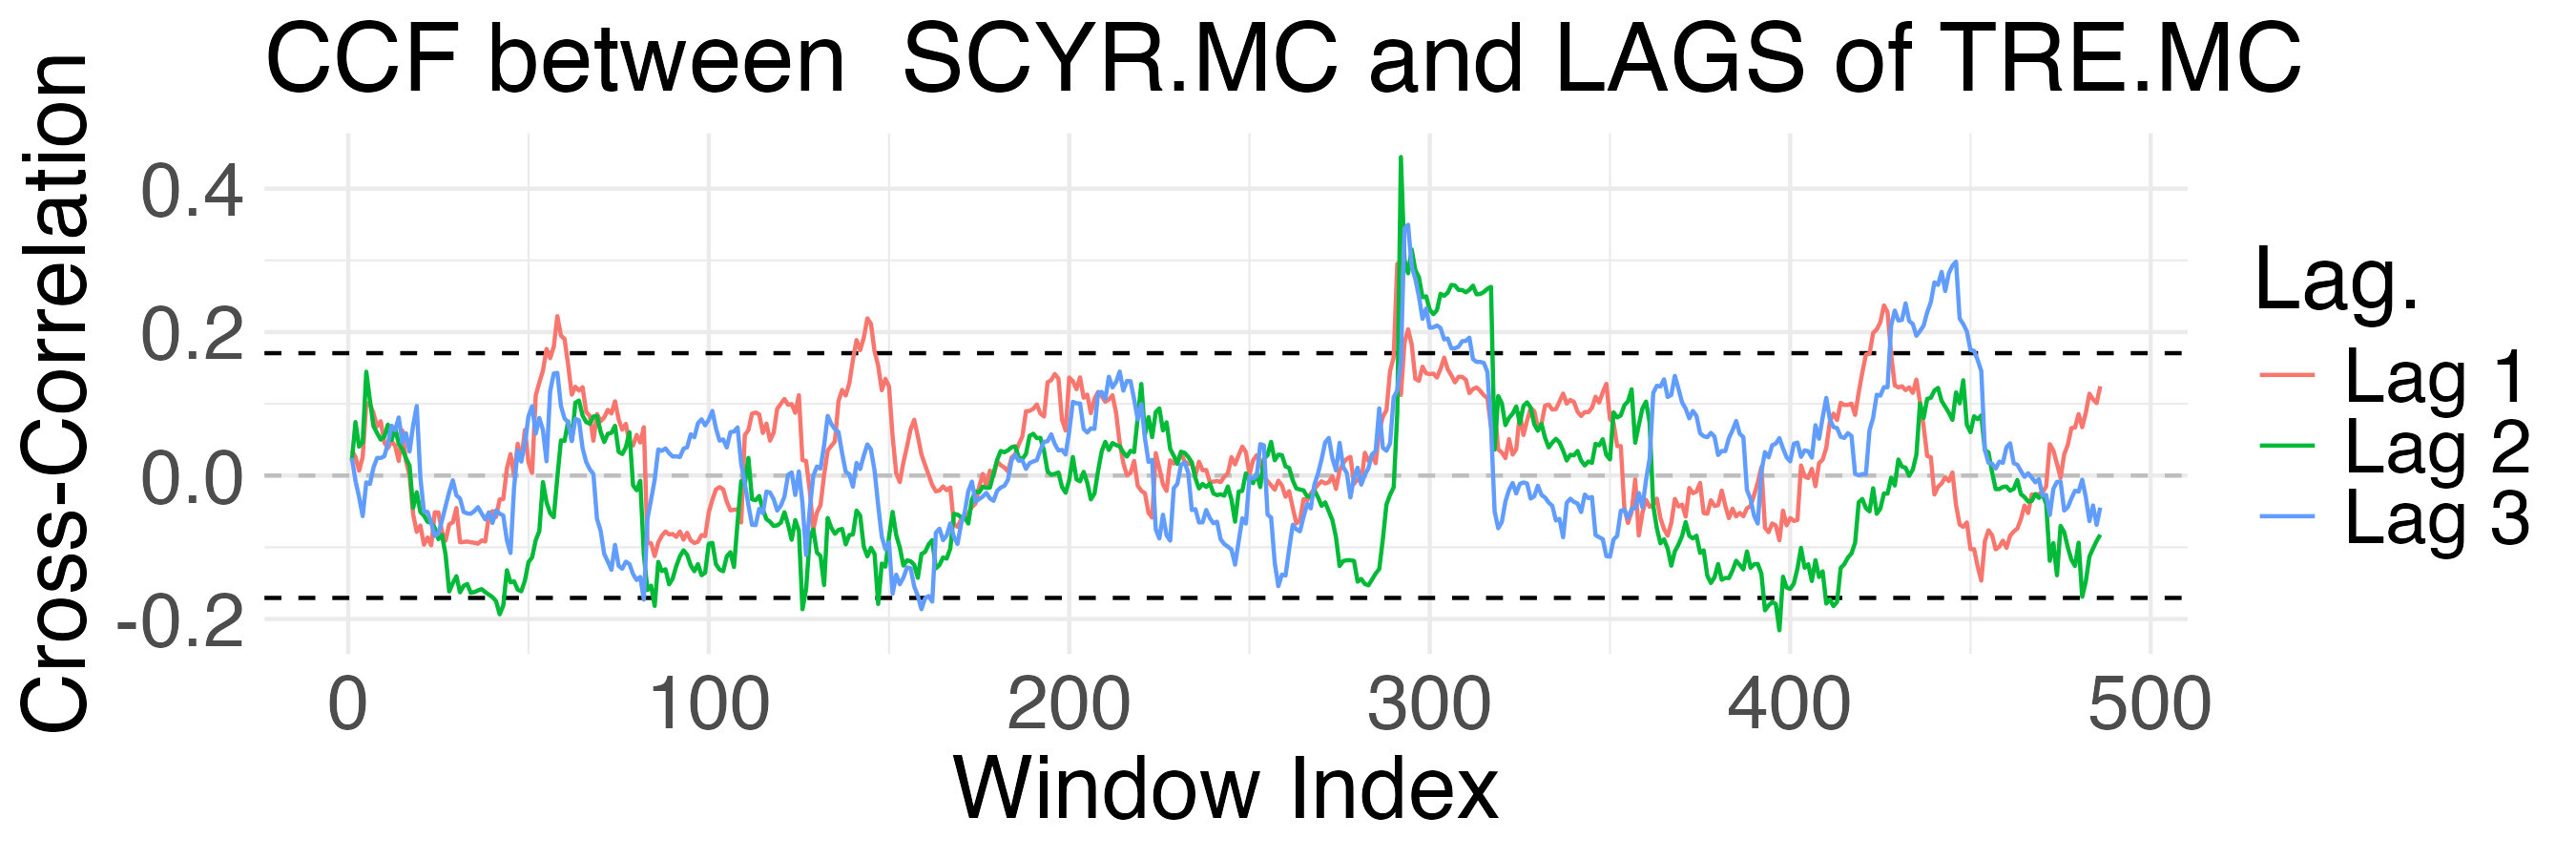 CCF between  SCYR.MC and LAGS of TRE.MC
Cross-Correlation
0.4
0.2
0.0
-0.2
0 100 200 300 400 500
Window Index
Lag.
Lag 1
Lag 2
Lag 3